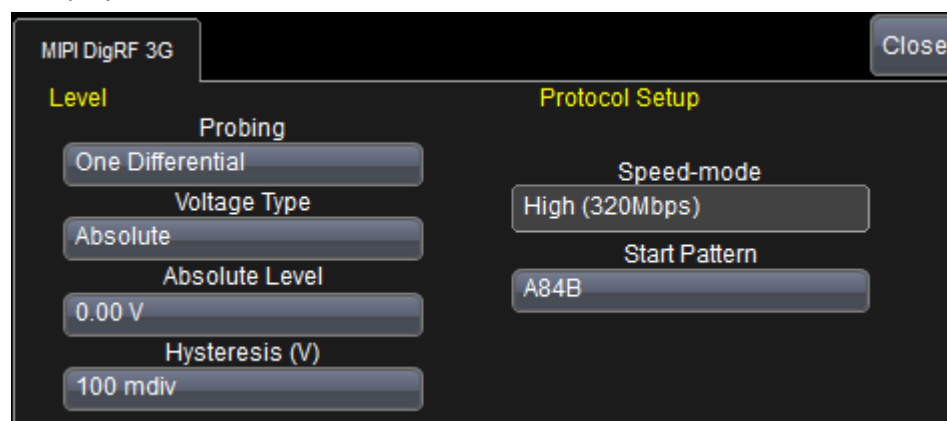 MIPI DigRF 3G
Close
Level
Probing
One Differential
Voltage Type
Absolute
Absolute Level
0.00 V
Hysteresis (V)
100 mdiv
Protocol Setup
Speed-mode
High (320Mbps)
Start Pattern
A84B